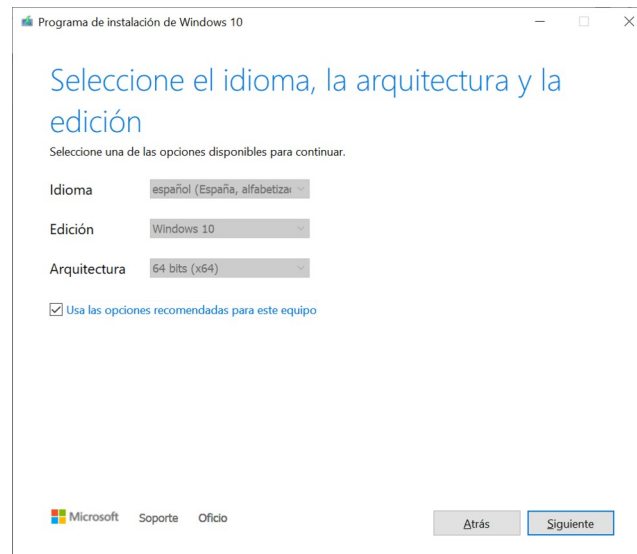 Programa de instalación de Windows 10
Seleccione el idioma, la arquitectura y la
edición
Seleccione una de las opciones disponibles para continuar.
Idioma español (España, alfabetiza
Edición Windows 10
Arquitectura 64 bits (x64)
Usa las opciones recomendadas para este equipo
Microsoft Soporte Oficio Atrás Siguiente